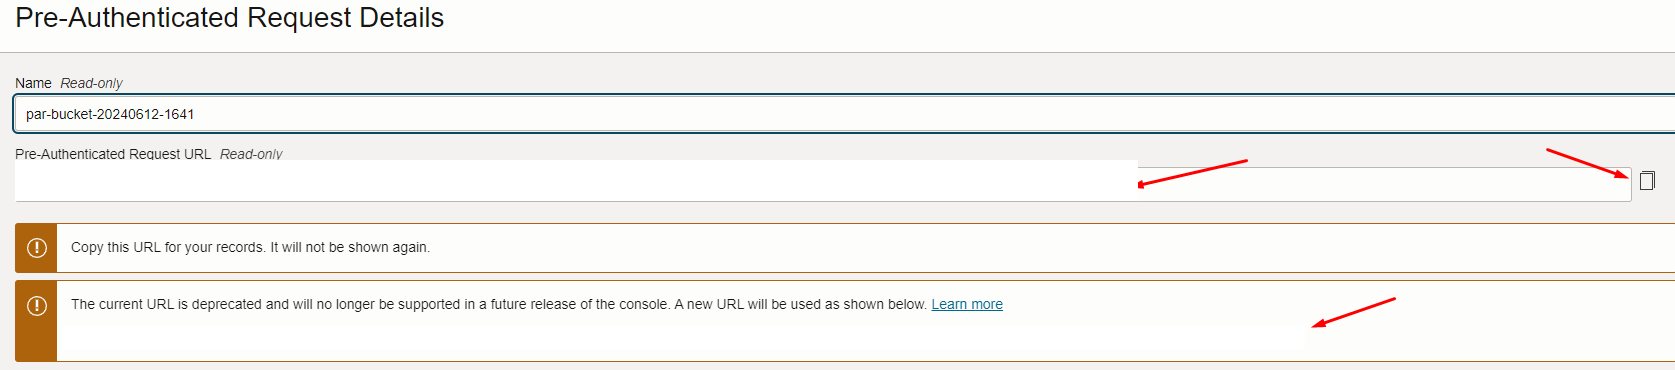 Pre-Authenticated Request Details
Name Read-only
par-bucket-20240612-1641
Pre-Authenticated Request URL Read-only
Copy this URL for your records. It will not be shown again.
The current URL is deprecated and will no longer be supported in a future release of the console. A new URL will be used as shown below. Learn more